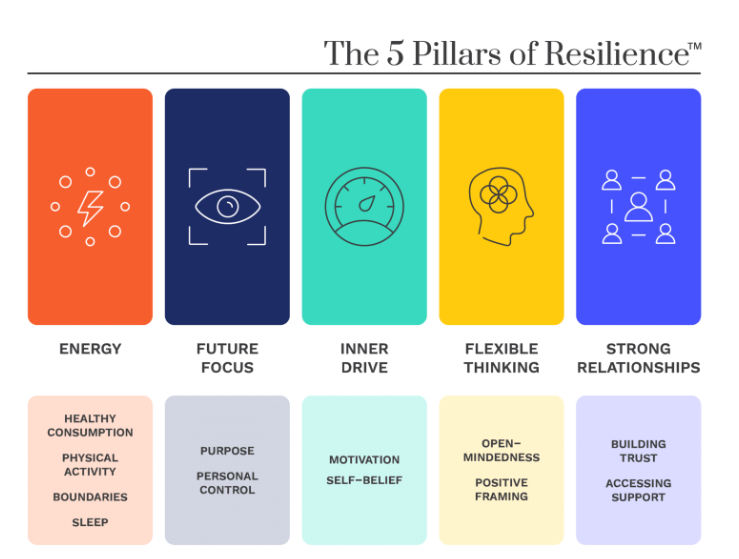 The 5 Pillars of Resilience™
ENERGY
FUTURE
FOCUS
INNER
DRIVE
FLEXIBLE
THINKING
STRONG
RELATIONSHIPS
HEALTHY
CONSUMPTION
PHYSICAL
ACTIVITY
BOUNDARIES
SLEEP
PURPOSE
PERSONAL
CONTROL
MOTIVATION
SELF–BELIEF
OPEN–
MINDEDNESS
POSITIVE
FRAMING
BUILDING
TRUST
ACCESSING
SUPPORT